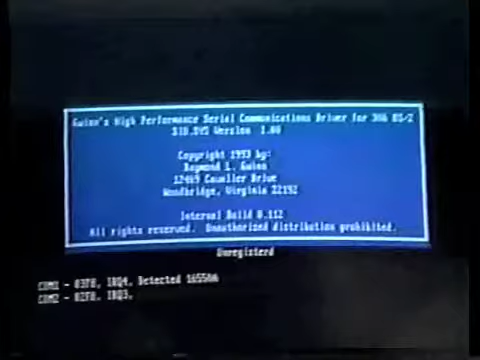 Gwinn's High Performance Serial Communications Driver for 386 OS/2
SIO.SYS Version 1.00
Copyright 1993 by:
Raymond L. Gwinn
12469 Cavalier Drive
Woodbridge, Virginia 22192
Internal Build 0.112
All rights reserved. Unauthorized distribution prohibited.
Unregisterd
COM1 - 03F8, IRQ4, Detected 16550A
COM2 - 02F8, IRQ3,